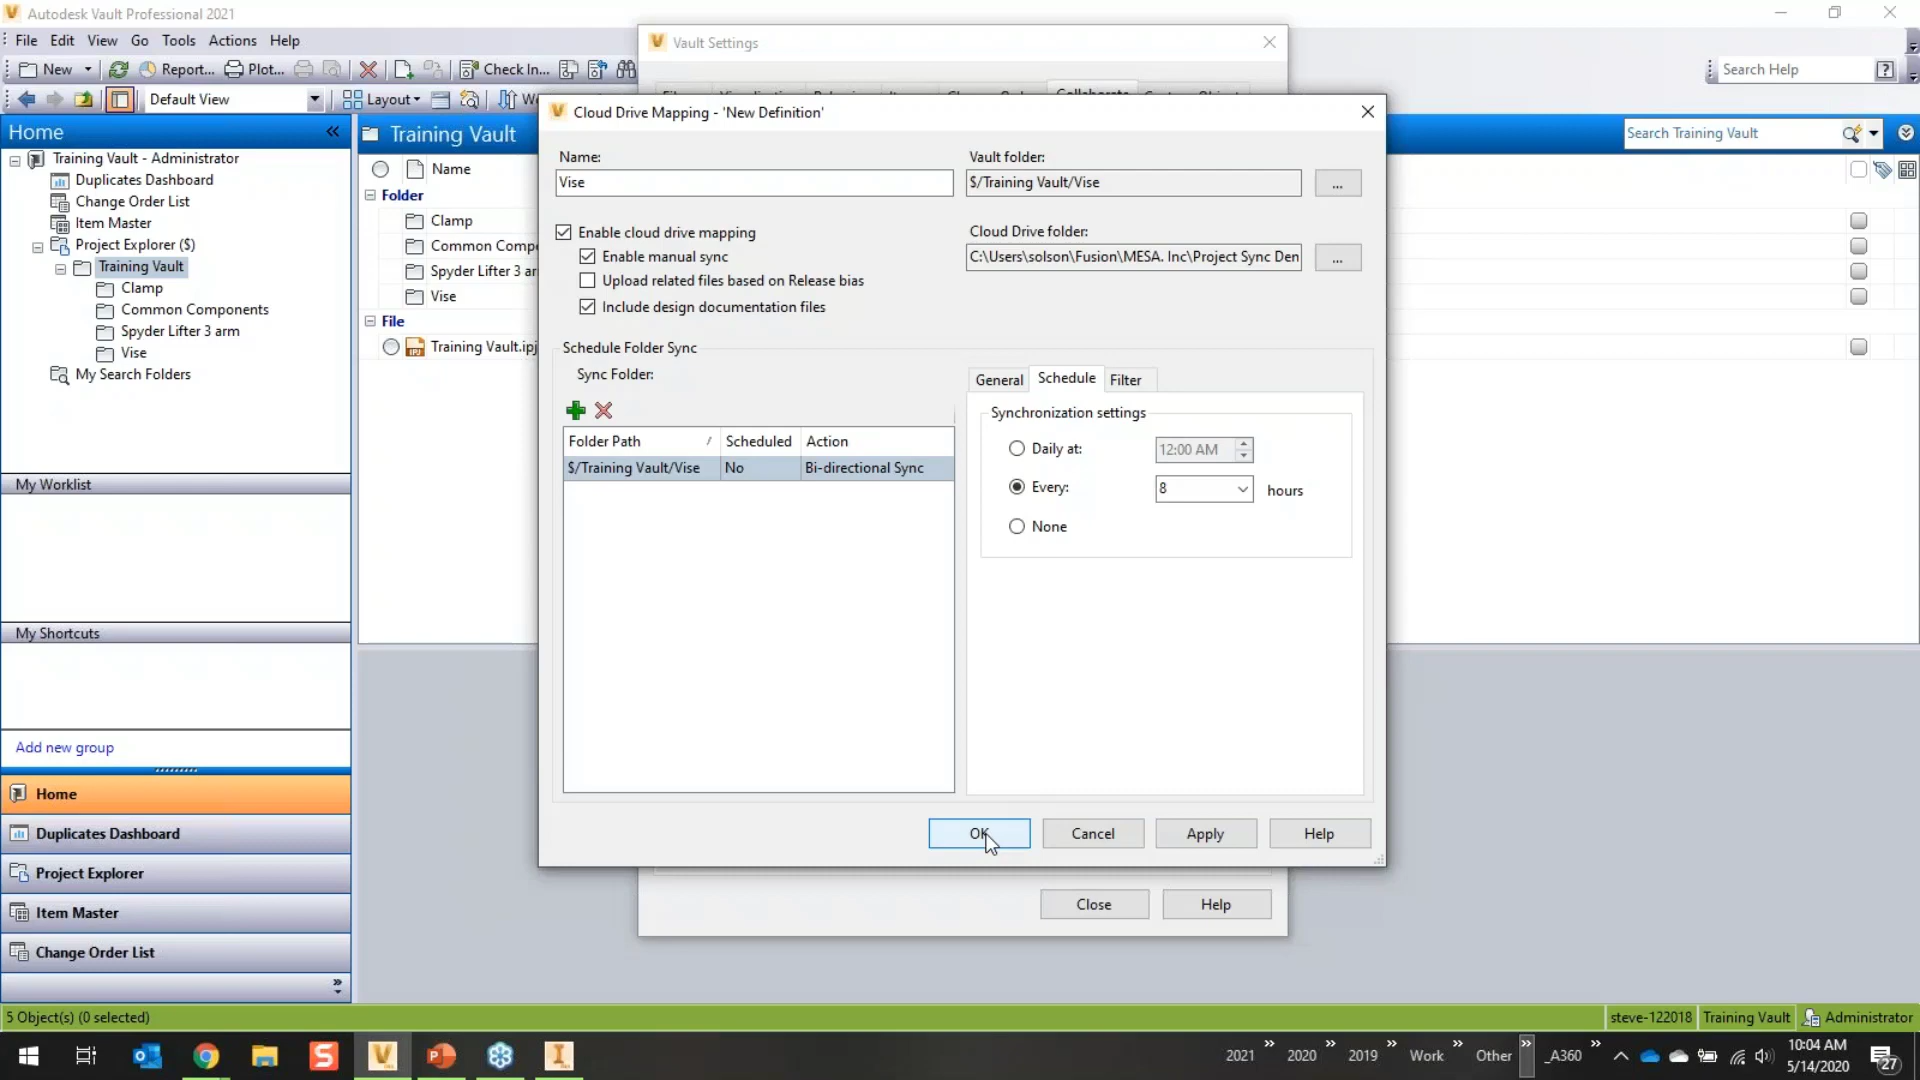 Autodesk Vault Professional 2021
File Edit View Go Tools Actions Help
New Report... Plot... Check In...
Search Help
Default View Layout
Home
Training Vault - Administrator
Duplicates Dashboard
Change Order List
Item Master
Project Explorer ($)
Training Vault
Clamp
Common Components
Spyder Lifter 3 arm
Vise
My Search Folders
My Worklist
My Shortcuts
Add new group
Home
Duplicates Dashboard
Project Explorer
Item Master
Change Order List
Training Vault
Search Training Vault
Name
Folder
Clamp
Common Compe
Spyder Lifter 3 ar
Vise
File
Training Vault.ipj
Vault Settings
Collaborate
Cloud Drive Mapping - 'New Definition'
Name:
Vise
Vault folder:
$/Training Vault/Vise
...
Enable cloud drive mapping
Enable manual sync
Upload related files based on Release bias
Include design documentation files
Cloud Drive folder:
C:\Users\solson\Fusion\MESA. Inc\Project Sync Den
...
Schedule Folder Sync
Sync Folder:
Folder Path / Scheduled Action
$/Training Vault/Vise No Bi-directional Sync
General Schedule Filter
Synchronization settings
Daily at: 12:00 AM
Every: 8 hours
None
OK Cancel Apply Help
Close Help
5 Object(s) (0 selected)
steve-122018 Training Vault Administrator
2021 » 2020 » 2019 » Work » Other » _A360 »
10:04 AM
5/14/2020
27